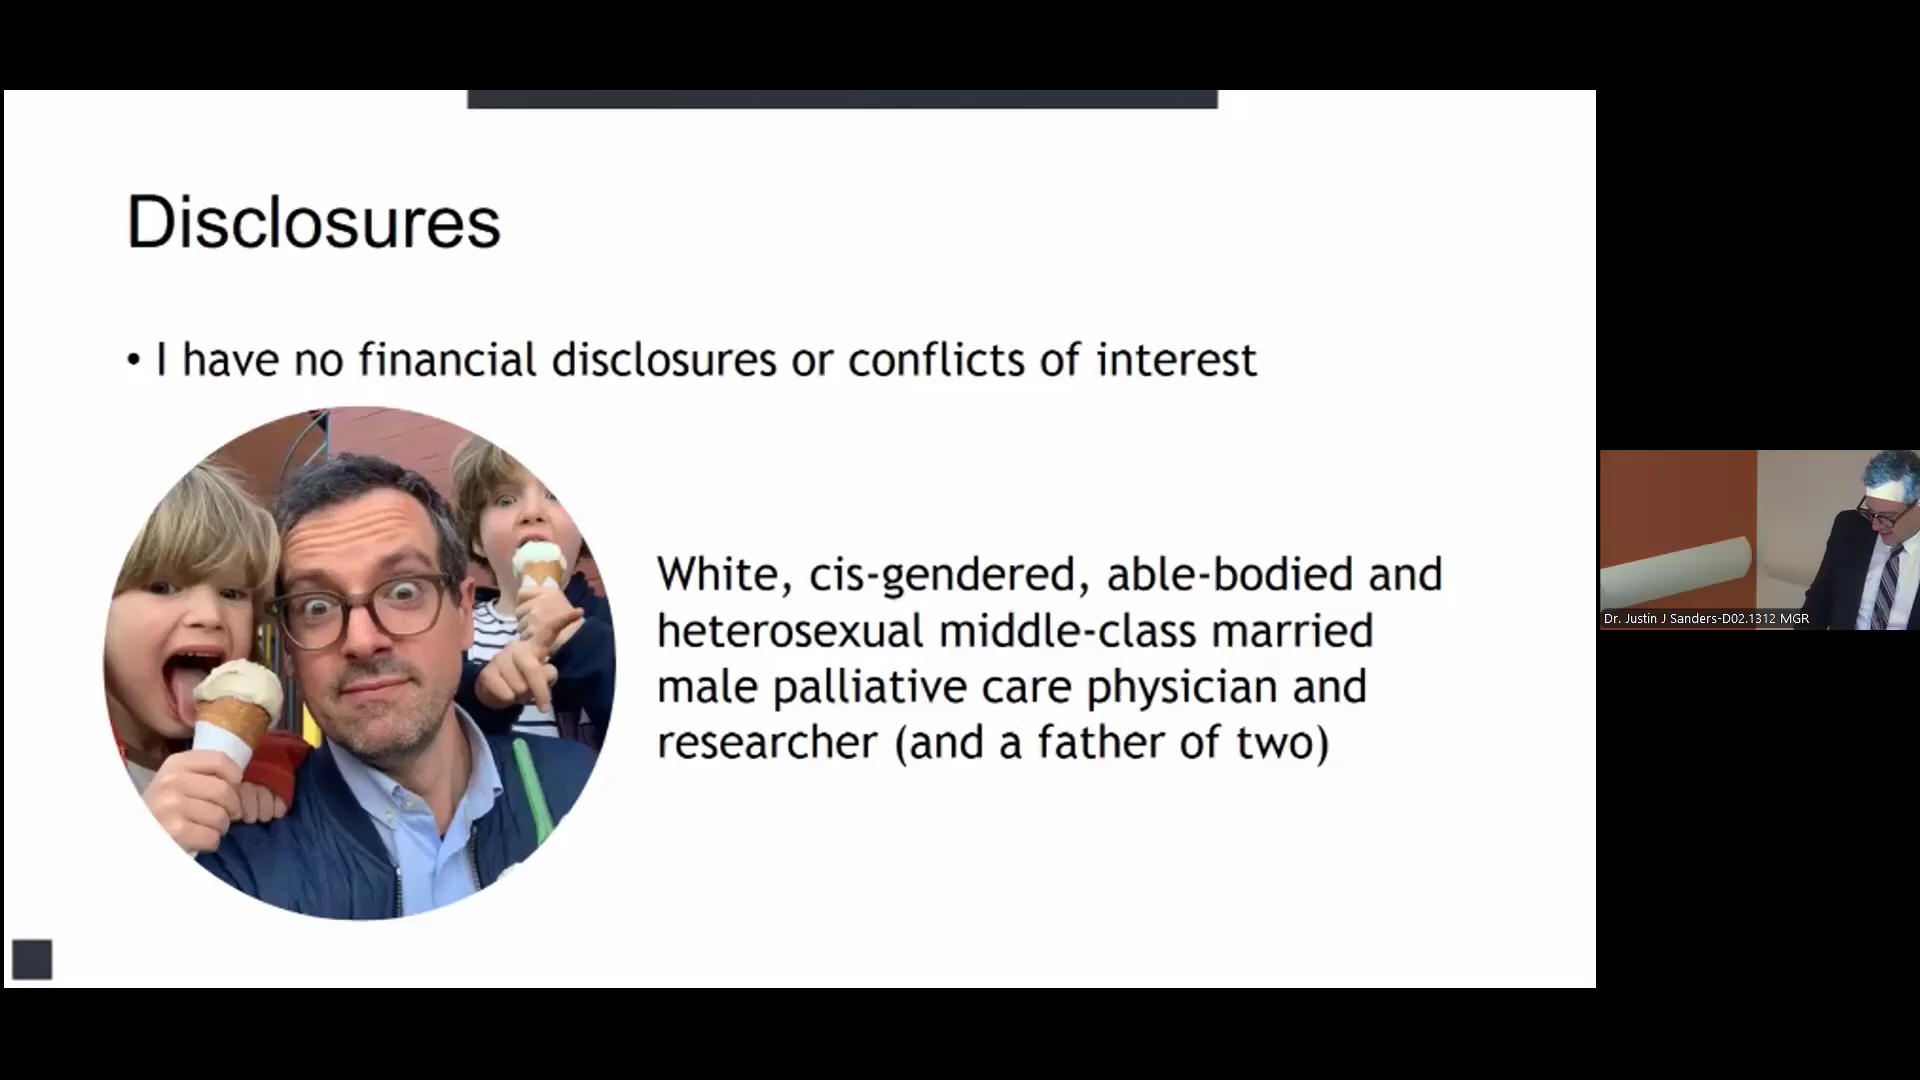 Disclosures
• I have no financial disclosures or conflicts of interest
White, cis-gendered, able-bodied and
heterosexual middle-class married
male palliative care physician and
researcher (and a father of two)
Dr. Justin J Sanders-D02.1312 MGR